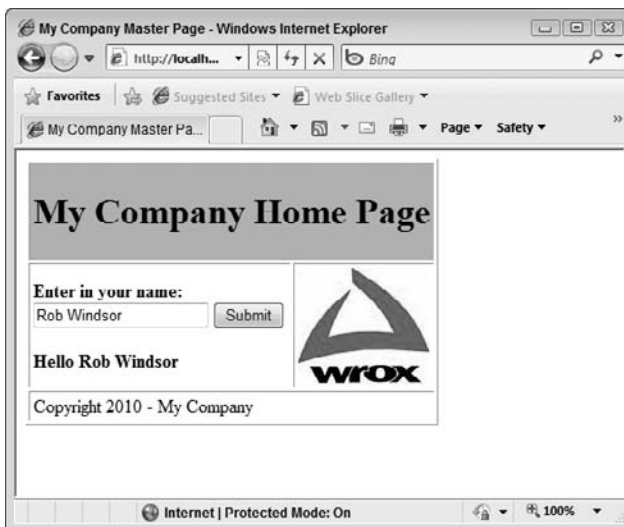 My Company Master Page - Windows Internet Explorer
http://localh... Bing
Favorites Suggested Sites Web Slice Gallery
My Company Master Pa... Page Safety »
My Company Home Page
Enter in your name:
Rob Windsor Submit
Hello Rob Windsor
wrox
Copyright 2010 - My Company
Internet | Protected Mode: On 100%